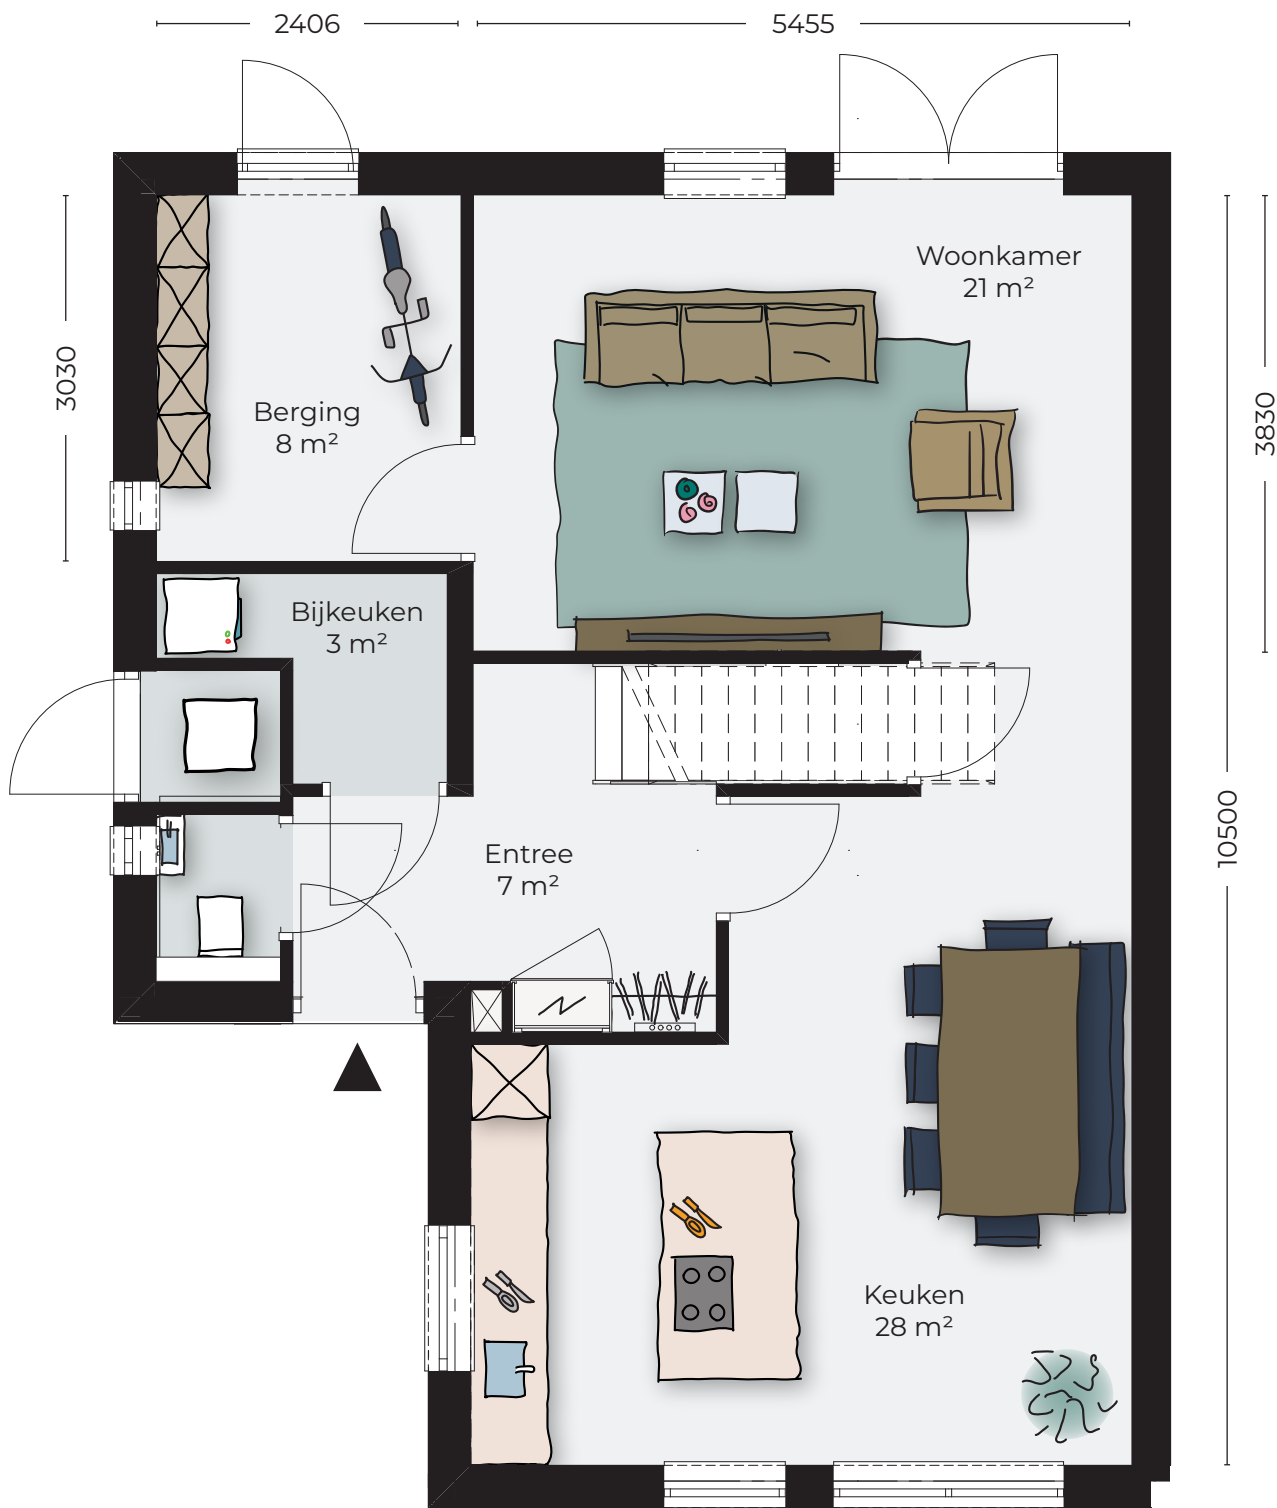 2406
5455
Woonkamer
21 m²
3030
3830
Berging
8 m²
Bijkeuken
3 m²
Entree
7 m²
10500
Keuken
28 m²